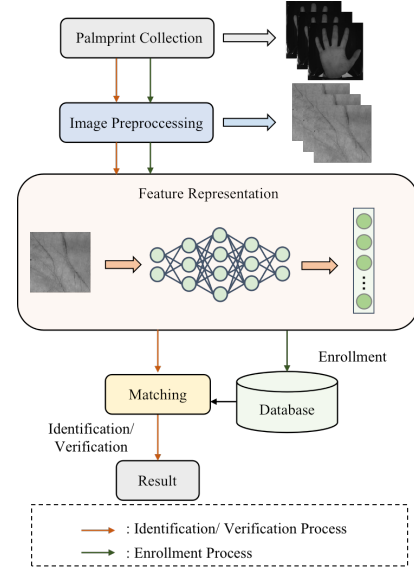 Palmprint Collection
Image Preproccessing
Feature Representation
Enrollment
Matching
Database
Identification/
Verification
Result
: Identification/ Verification Process
: Enrollment Process